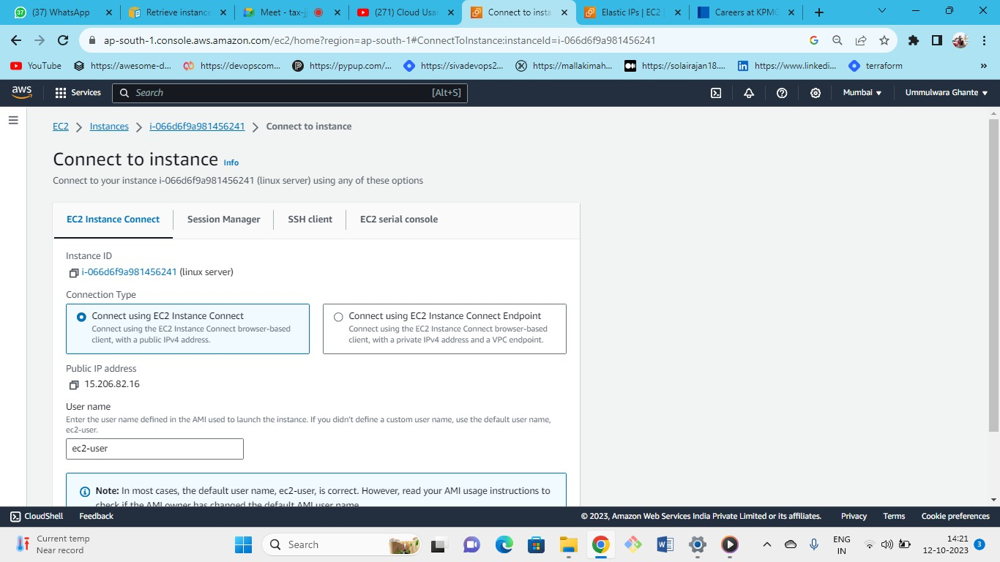 (37) WhatsApp
Retrieve instance
Meet - tax-jj
(271) Cloud Usa
Connect to insta
Elastic IPs | EC2
Careers at KPMG
ap-south-1.console.aws.amazon.com/ec2/home?region=ap-south-1#ConnectToInstance:instanceId=i-066d6f9a981456241
YouTube
https://awesome-d...
https://devopscom...
https://pypup.com/...
https://sivadevops2...
https://mallakimah...
https://solairajan18....
https://www.linkedi...
terraform
aws
Services
Search
[Alt+S]
Mumbai
Ummulwara Ghante
EC2 > Instances > i-066d6f9a981456241 > Connect to instance
Connect to instance Info
Connect to your instance i-066d6f9a981456241 (linux server) using any of these options
EC2 Instance Connect
Session Manager
SSH client
EC2 serial console
Instance ID
i-066d6f9a981456241 (linux server)
Connection Type
Connect using EC2 Instance Connect
Connect using the EC2 Instance Connect browser-based
client, with a public IPv4 address.
Connect using EC2 Instance Connect Endpoint
Connect using the EC2 Instance Connect browser-based
client, with a private IPv4 address and a VPC endpoint.
Public IP address
15.206.82.16
User name
Enter the user name defined in the AMI used to launch the instance. If you didn't define a custom user name, use the default user name,
ec2-user.
ec2-user
Note: In most cases, the default user name, ec2-user, is correct. However, read your AMI usage instructions to
check if the AMI owner has changed the default AMI user name.
CloudShell
Feedback
© 2023, Amazon Web Services India Private Limited or its affiliates.
Privacy
Terms
Cookie preferences
Current temp
Near record
Search
ENG
IN
14:21
12-10-2023
3